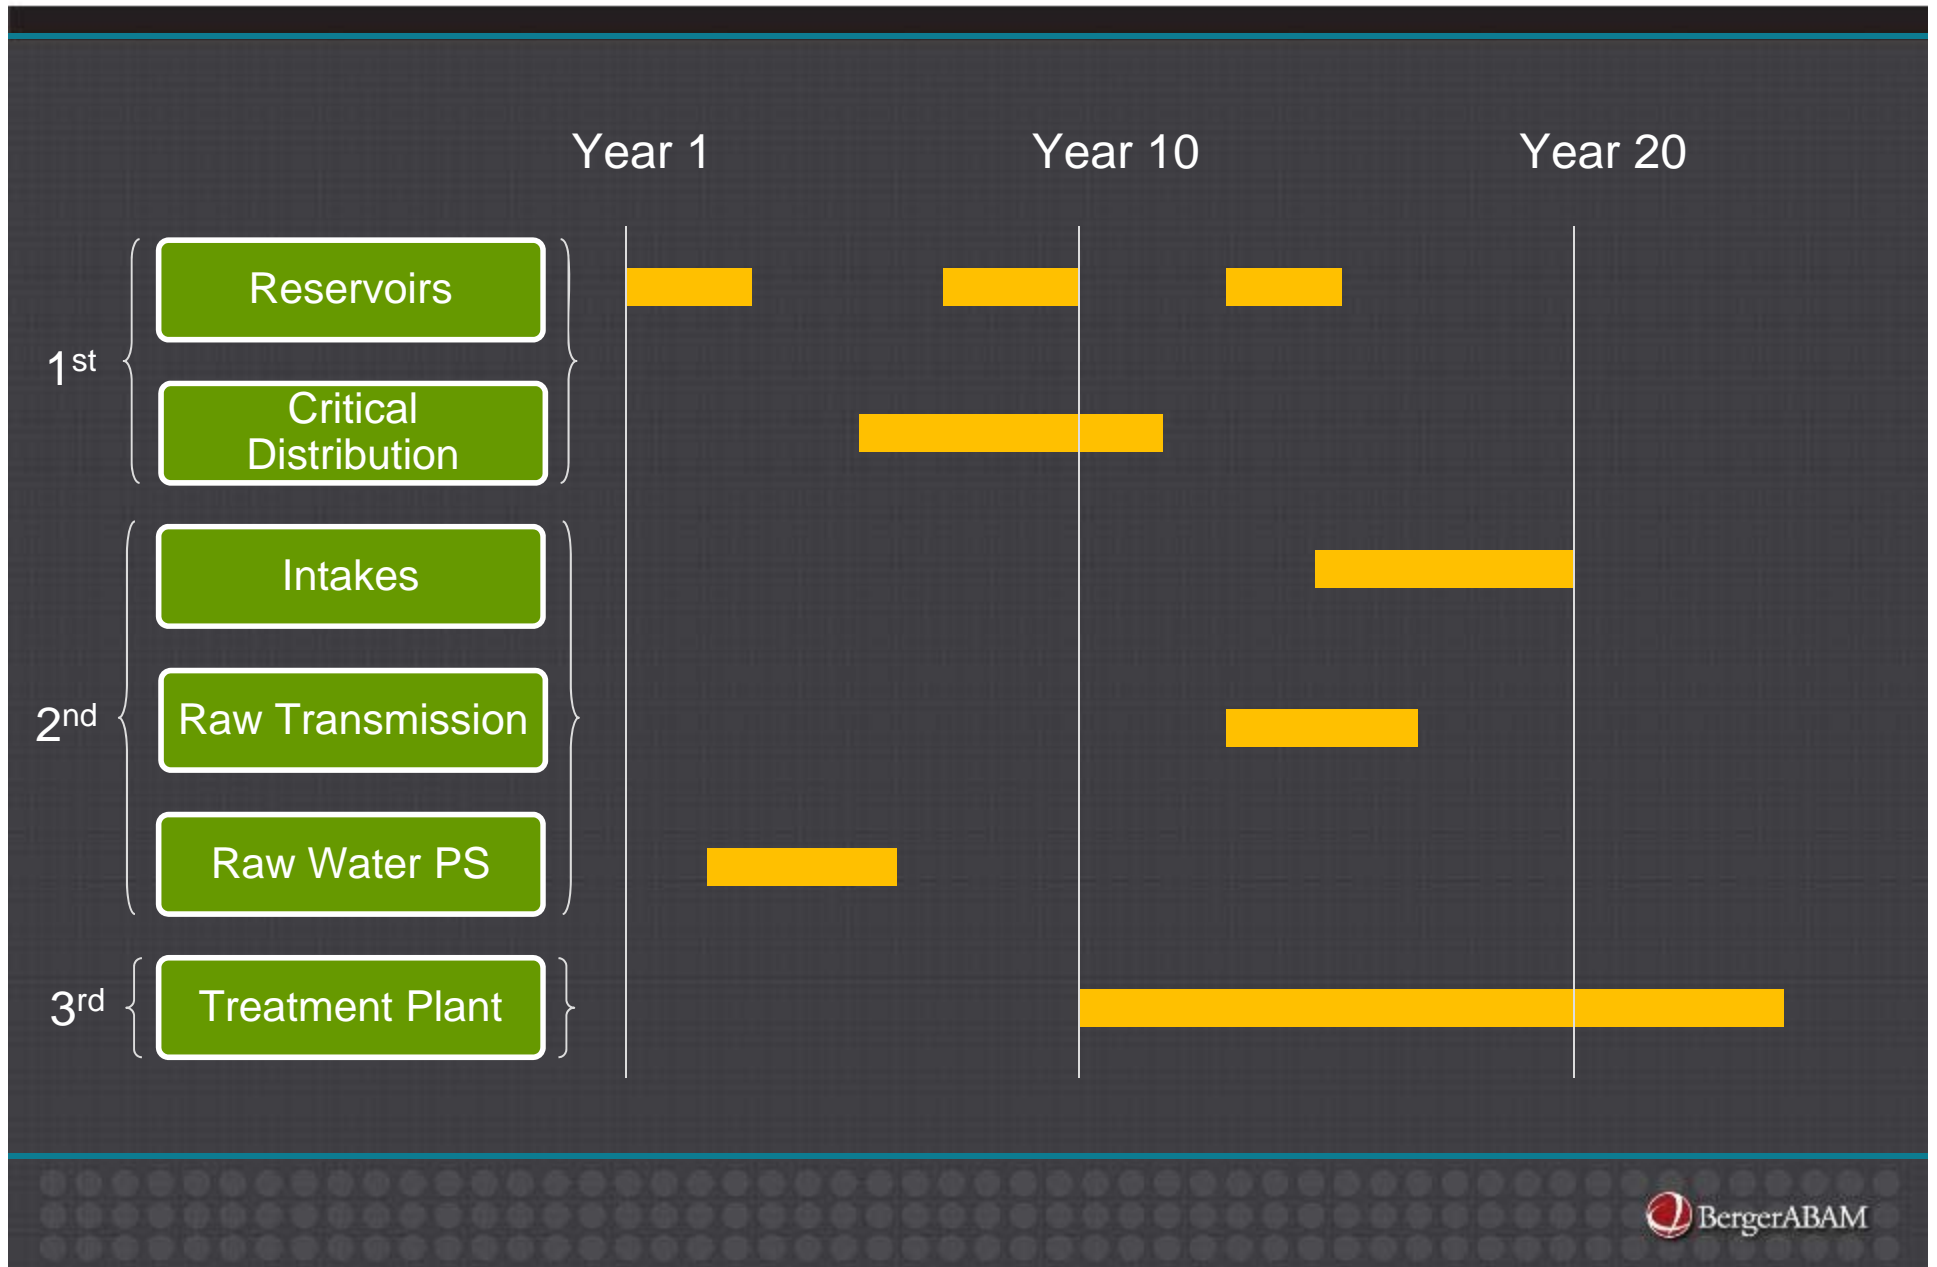 Year 1 Year 10 Year 20
Reservoirs
1st
Critical
Distribution
Intakes
2nd
Raw Transmission
Raw Water PS
3rd
Treatment Plant
BergerABAM